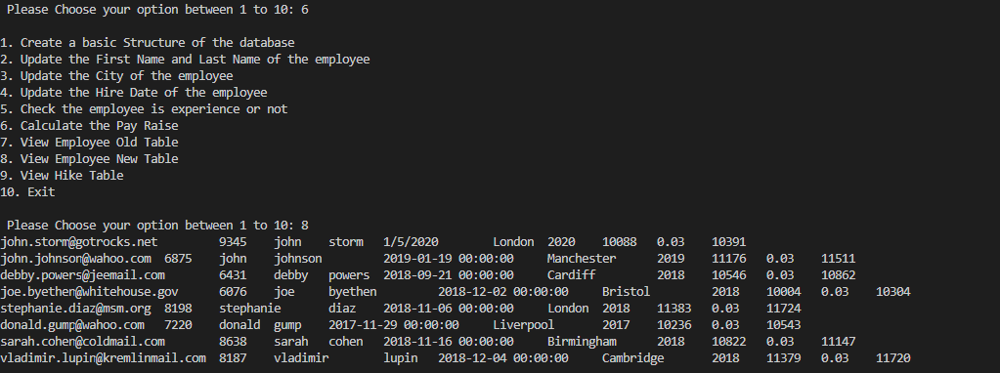 Please Choose your option between 1 to 10: 6
1. Create a basic Structure of the database
2. Update the First Name and Last Name of the employee
3. Update the City of the employee
4. Update the Hire Date of the employee
5. Check the employee is experience or not
6. Calculate the Pay Raise
7. View Employee Old Table
8. View Employee New Table
9. View Hike Table
10. Exit
Please Choose your option between 1 to 10: 8
john.storm@gotrocks.net 9345 john storm 1/5/2020 London 2020 10088 0.03 10391
john.johnson@wahoo.com 6875 john johnson 2019-01-19 00:00:00 Manchester 2019 11176 0.03 11511
debby.powers@jeemail.com 6431 debby powers 2018-09-21 00:00:00 Cardiff 2018 10546 0.03 10862
joe.byethen@whitehouse.gov 6076 joe byethen 2018-12-02 00:00:00 Bristol 2018 10004 0.03 10304
stephanie.diaz@msm.org 8198 stephanie diaz 2018-11-06 00:00:00 London 2018 11383 0.03 11724
donald.gump@wahoo.com 7220 donald gump 2017-11-29 00:00:00 Liverpool 2017 10236 0.03 10543
sarah.cohen@coldmail.com 8638 sarah cohen 2018-11-16 00:00:00 Birmingham 2018 10822 0.03 11147
vladimir.lupin@kremlinmail.com 8187 vladimir lupin 2018-12-04 00:00:00 Cambridge 2018 11379 0.03 11720